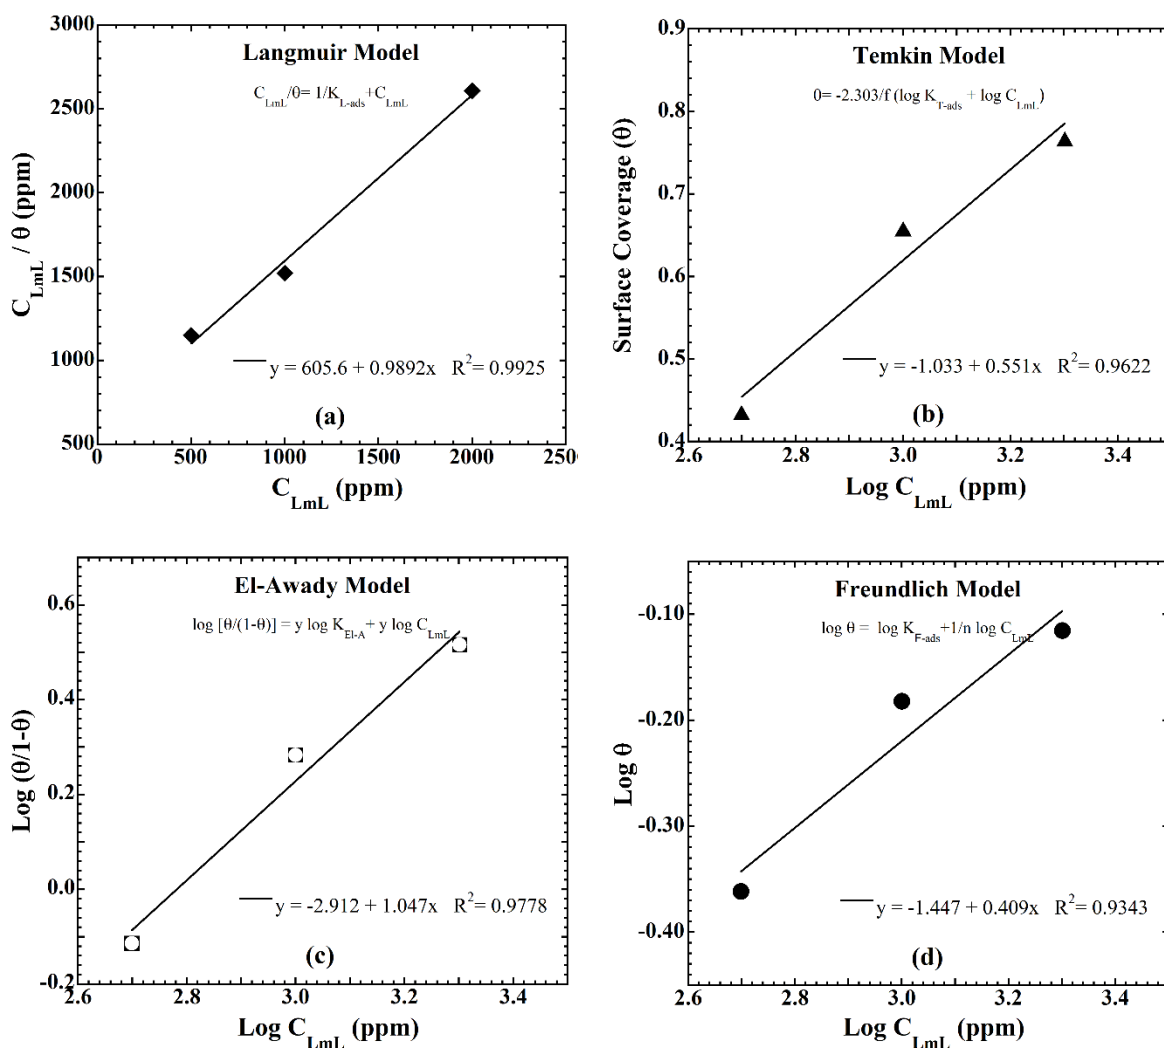 Langmuir Model
C_LmL/θ= 1/K_L-ads+C_LmL
y = 605.6 + 0.9892x R²= 0.9925
(a)
3000
2500
2000
1500
1000
500
0 500 1000 1500 2000 250
C_LmL / θ (ppm)
C_LmL (ppm)
Temkin Model
θ= -2.303/f (log K_T-ads + log C_LmL)
y = -1.033 + 0.551x R²= 0.9622
(b)
0.9
0.8
0.7
0.6
0.5
0.4
2.6 2.8 3.0 3.2 3.4
Surface Coverage (θ)
Log C_LmL (ppm)
El-Awady Model
log [θ/(1-θ)] = y log K_El-A+ y log C_LmL
y = -2.912 + 1.047x R²= 0.9778
(c)
0.6
0.4
0.2
0.0
-0.2
2.6 2.8 3.0 3.2 3.4
Log (θ/1-θ)
Log C_LmL (ppm)
Freundlich Model
log θ = log K_F-ads+1/n log C_LmL
y = -1.447 + 0.409x R²= 0.9343
(d)
-0.10
-0.20
-0.30
-0.40
2.6 2.8 3.0 3.2 3.4
Log θ
Log C_LmL (ppm)